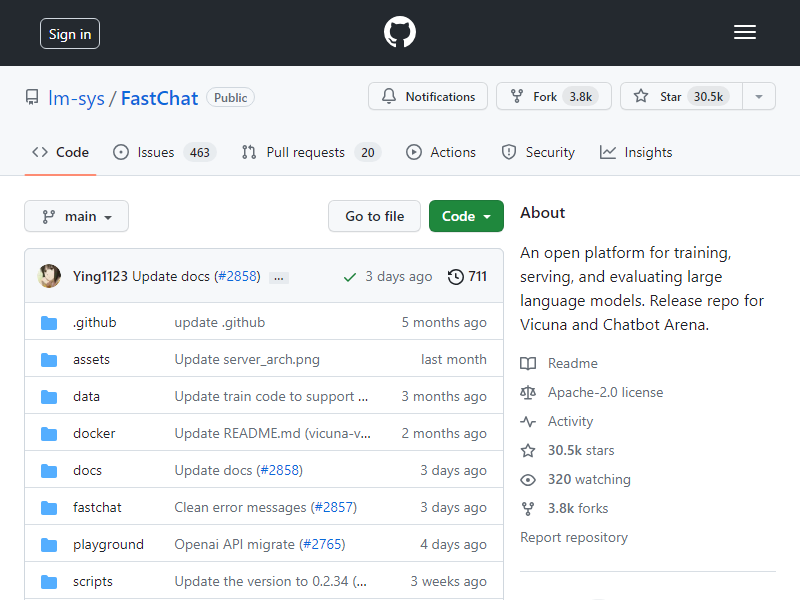 Sign in
lm-sys / FastChat Public
Notifications
Fork 3.8k
Star 30.5k
Code
Issues 463
Pull requests 20
Actions
Security
Insights
main
Go to file
Code
Ying1123 Update docs (#2858) ... 3 days ago 711
.github update .github 5 months ago
assets Update server_arch.png last month
data Update train code to support ... 3 months ago
docker Update README.md (vicuna-v... 2 months ago
docs Update docs (#2858) 3 days ago
fastchat Clean error messages (#2857) 3 days ago
playground Openai API migrate (#2765) 4 days ago
scripts Update the version to 0.2.34 (... 3 weeks ago
About
An open platform for training,
serving, and evaluating large
language models. Release repo for
Vicuna and Chatbot Arena.
Readme
Apache-2.0 license
Activity
30.5k stars
320 watching
3.8k forks
Report repository